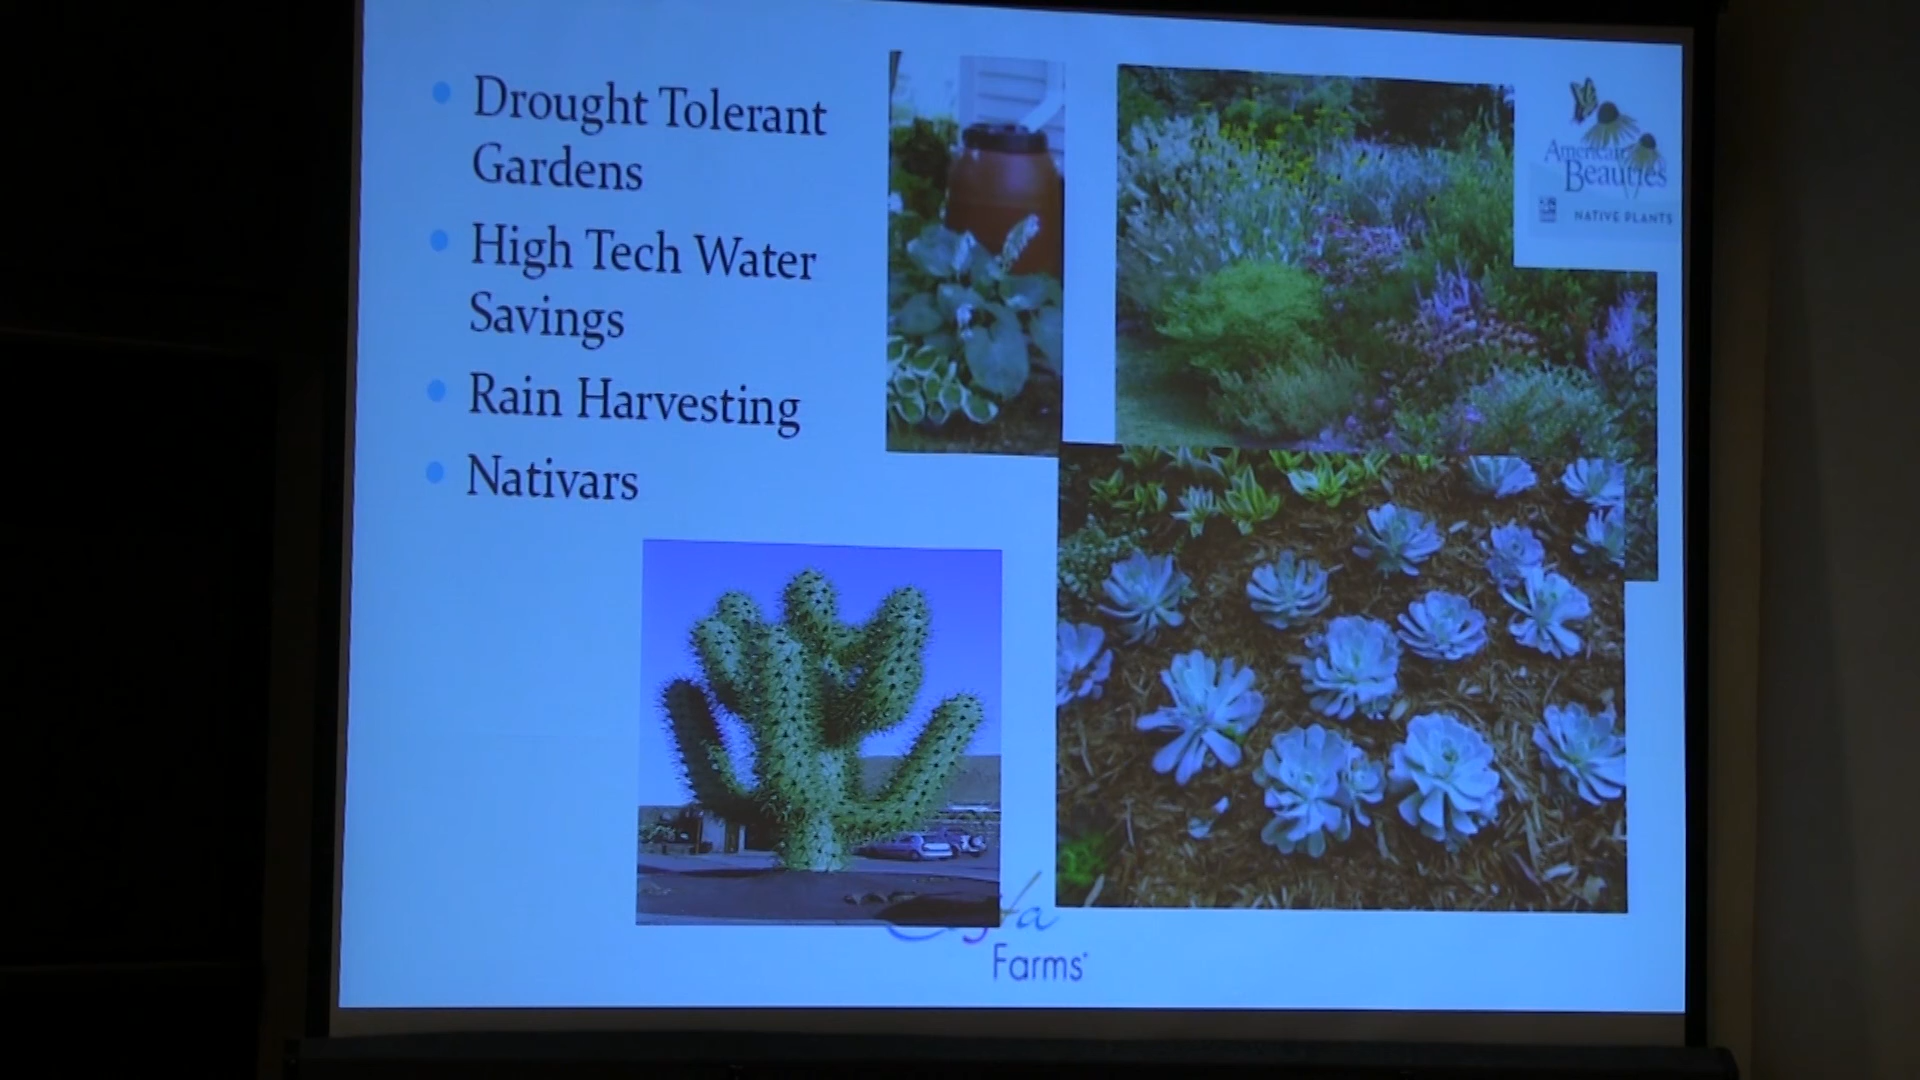 Drought Tolerant
Gardens
High Tech Water
Savings
Rain Harvesting
Nativars
American
Beauties
NATIVE PLANTS
Farms